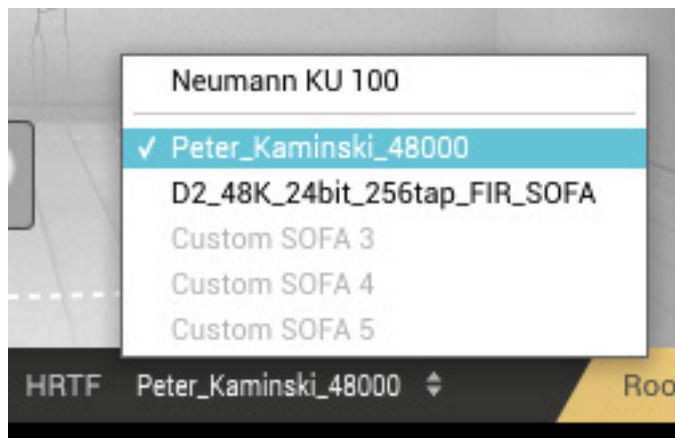 Neumann KU 100
✓ Peter_Kaminski_48000
D2_48K_24bit_256tap_FIR_SOFA
Custom SOFA 3
Custom SOFA 4
Custom SOFA 5
HRTF Peter_Kaminski_48000